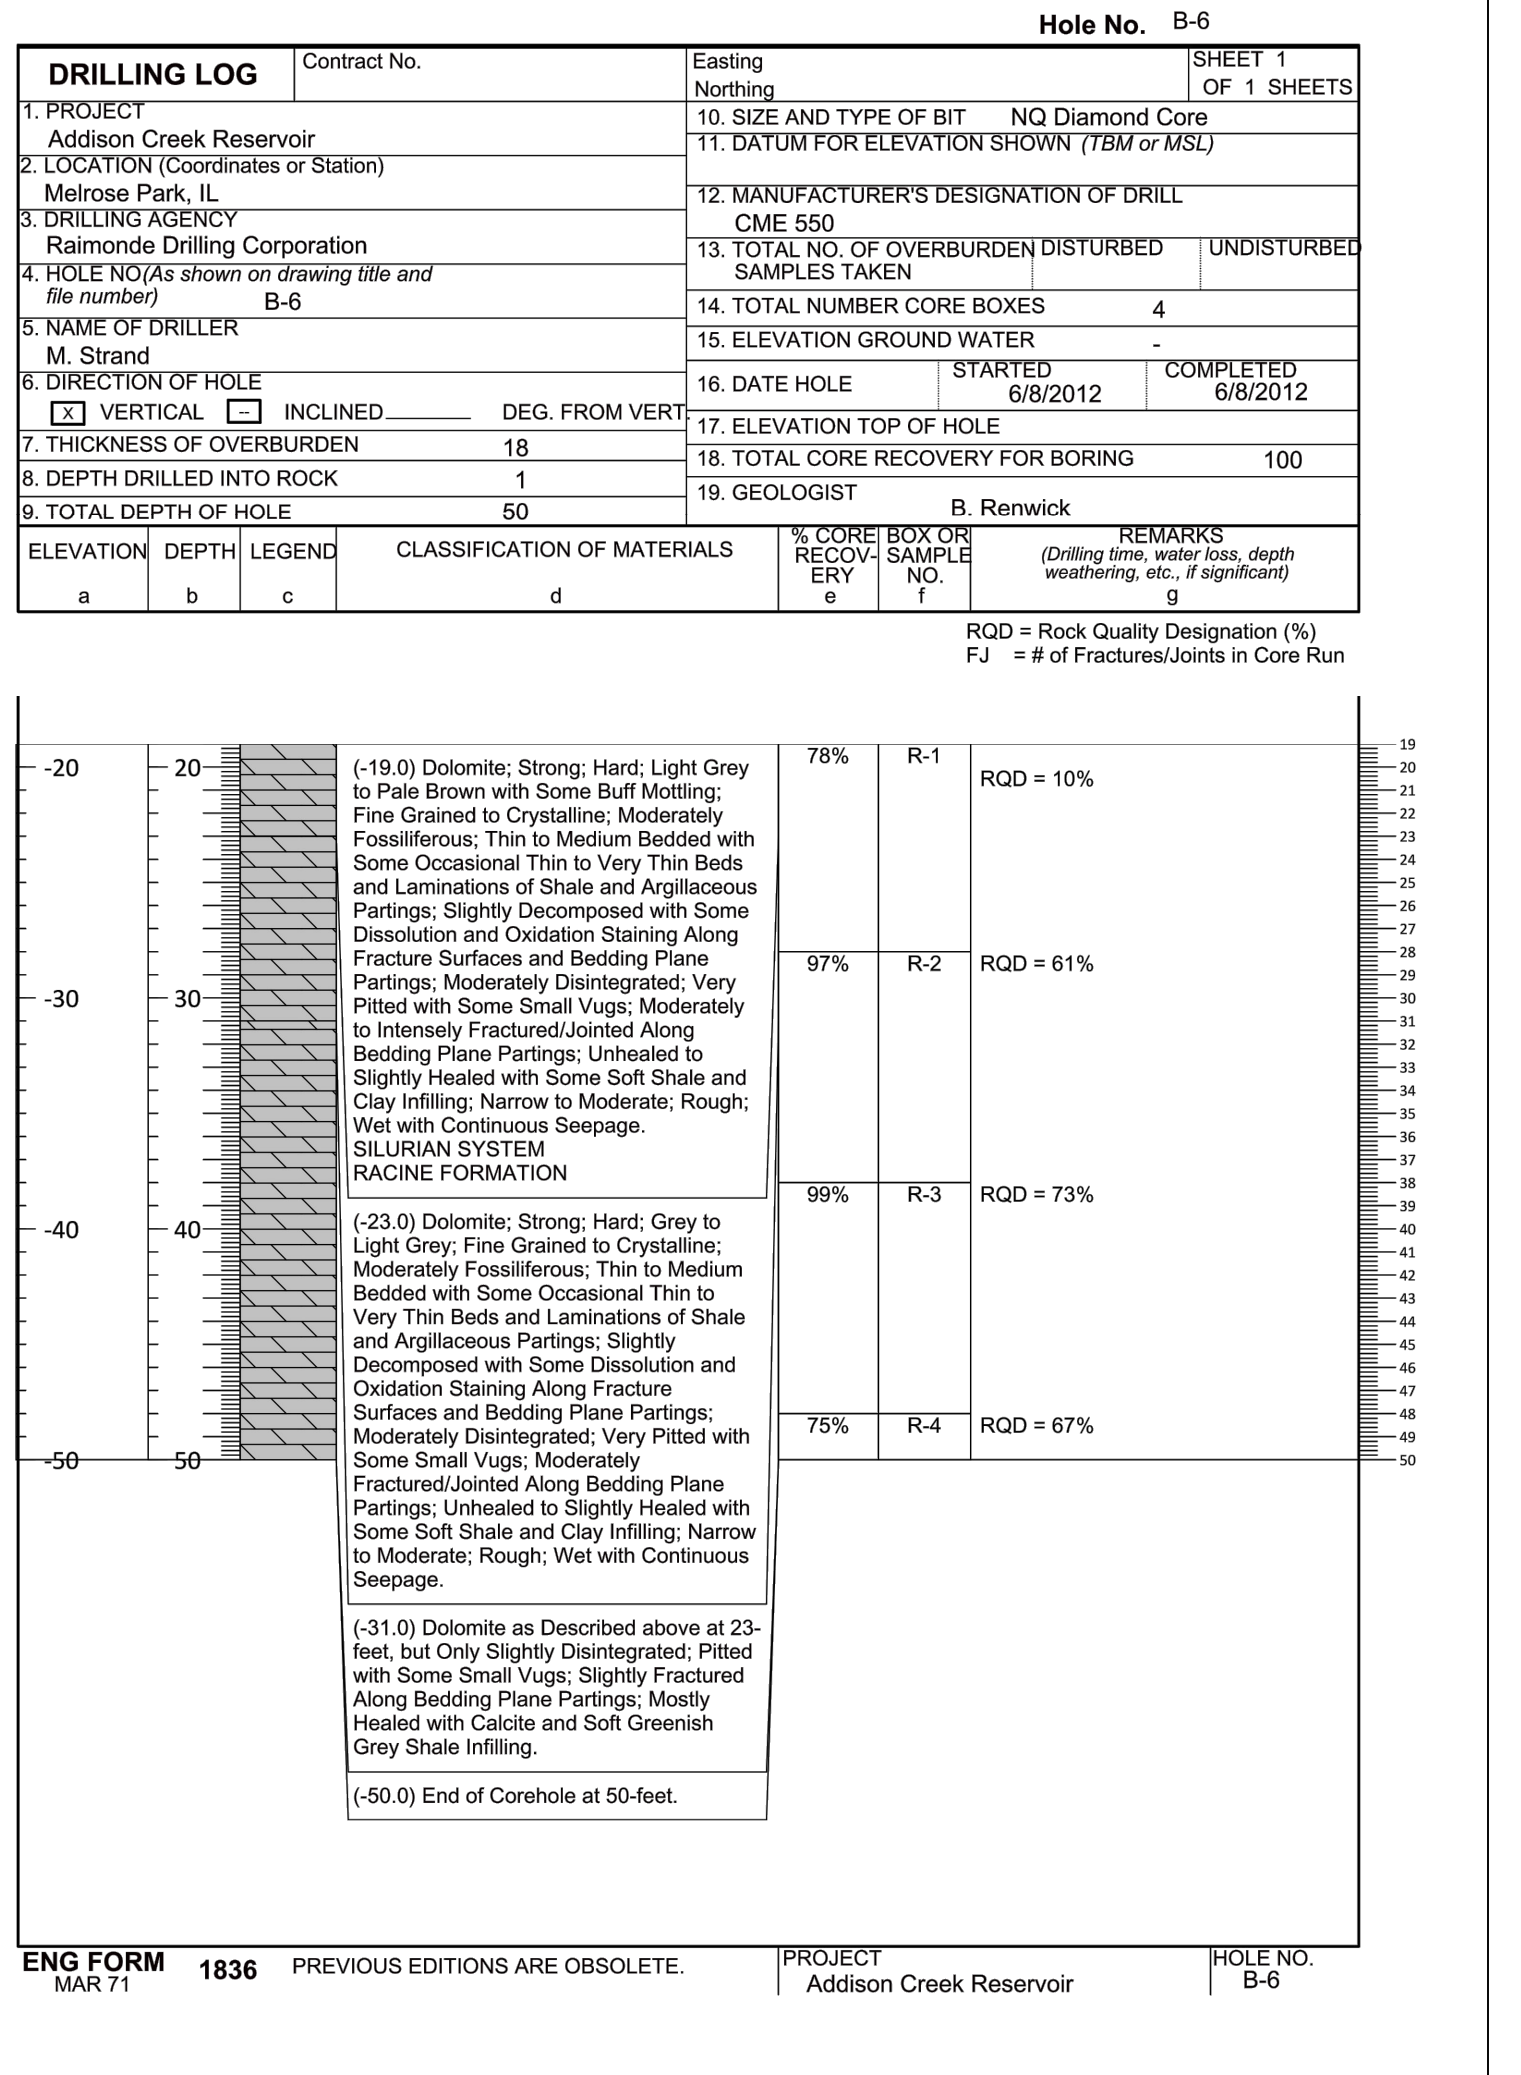 Hole No. B-6
DRILLING LOG
Contract No.
Easting
Northing
SHEET 1
OF 1 SHEETS
1. PROJECT
Addison Creek Reservoir
2. LOCATION (Coordinates or Station)
Melrose Park, IL
3. DRILLING AGENCY
Raimonde Drilling Corporation
4. HOLE NO(As shown on drawing title and
file number) B-6
5. NAME OF DRILLER
M. Strand
6. DIRECTION OF HOLE
X VERTICAL -- INCLINED DEG. FROM VERT.
7. THICKNESS OF OVERBURDEN 18
8. DEPTH DRILLED INTO ROCK 1
9. TOTAL DEPTH OF HOLE 50
10. SIZE AND TYPE OF BIT NQ Diamond Core
11. DATUM FOR ELEVATION SHOWN (TBM or MSL)
12. MANUFACTURER'S DESIGNATION OF DRILL
CME 550
13. TOTAL NO. OF OVERBURDEN DISTURBED UNDISTURBED
SAMPLES TAKEN
14. TOTAL NUMBER CORE BOXES 4
15. ELEVATION GROUND WATER -
16. DATE HOLE STARTED COMPLETED
6/8/2012 6/8/2012
17. ELEVATION TOP OF HOLE
18. TOTAL CORE RECOVERY FOR BORING 100
19. GEOLOGIST
B. Renwick
ELEVATION
a
DEPTH
b
LEGEND
c
CLASSIFICATION OF MATERIALS
d
% CORE
RECOV-
ERY
e
BOX OR
SAMPLE
NO.
f
REMARKS
(Drilling time, water loss, depth
weathering, etc., if significant)
g
RQD = Rock Quality Designation (%)
FJ = # of Fractures/Joints in Core Run
-20
-30
-40
-50
20
30
40
50
(-19.0) Dolomite; Strong; Hard; Light Grey
to Pale Brown with Some Buff Mottling;
Fine Grained to Crystalline; Moderately
Fossiliferous; Thin to Medium Bedded with
Some Occasional Thin to Very Thin Beds
and Laminations of Shale and Argillaceous
Partings; Slightly Decomposed with Some
Dissolution and Oxidation Staining Along
Fracture Surfaces and Bedding Plane
Partings; Moderately Disintegrated; Very
Pitted with Some Small Vugs; Moderately
to Intensely Fractured/Jointed Along
Bedding Plane Partings; Unhealed to
Slightly Healed with Some Soft Shale and
Clay Infilling; Narrow to Moderate; Rough;
Wet with Continuous Seepage.
SILURIAN SYSTEM
RACINE FORMATION
(-23.0) Dolomite; Strong; Hard; Grey to
Light Grey; Fine Grained to Crystalline;
Moderately Fossiliferous; Thin to Medium
Bedded with Some Occasional Thin to
Very Thin Beds and Laminations of Shale
and Argillaceous Partings; Slightly
Decomposed with Some Dissolution and
Oxidation Staining Along Fracture
Surfaces and Bedding Plane Partings;
Moderately Disintegrated; Very Pitted with
Some Small Vugs; Moderately
Fractured/Jointed Along Bedding Plane
Partings; Unhealed to Slightly Healed with
Some Soft Shale and Clay Infilling; Narrow
to Moderate; Rough; Wet with Continuous
Seepage.
(-31.0) Dolomite as Described above at 23-
feet, but Only Slightly Disintegrated; Pitted
with Some Small Vugs; Slightly Fractured
Along Bedding Plane Partings; Mostly
Healed with Calcite and Soft Greenish
Grey Shale Infilling.
(-50.0) End of Corehole at 50-feet.
78% R-1 RQD = 10%
97% R-2 RQD = 61%
99% R-3 RQD = 73%
75% R-4 RQD = 67%
19
20
21
22
23
24
25
26
27
28
29
30
31
32
33
34
35
36
37
38
39
40
41
42
43
44
45
46
47
48
49
50
ENG FORM 1836 PREVIOUS EDITIONS ARE OBSOLETE.
MAR 71
PROJECT
Addison Creek Reservoir
HOLE NO.
B-6